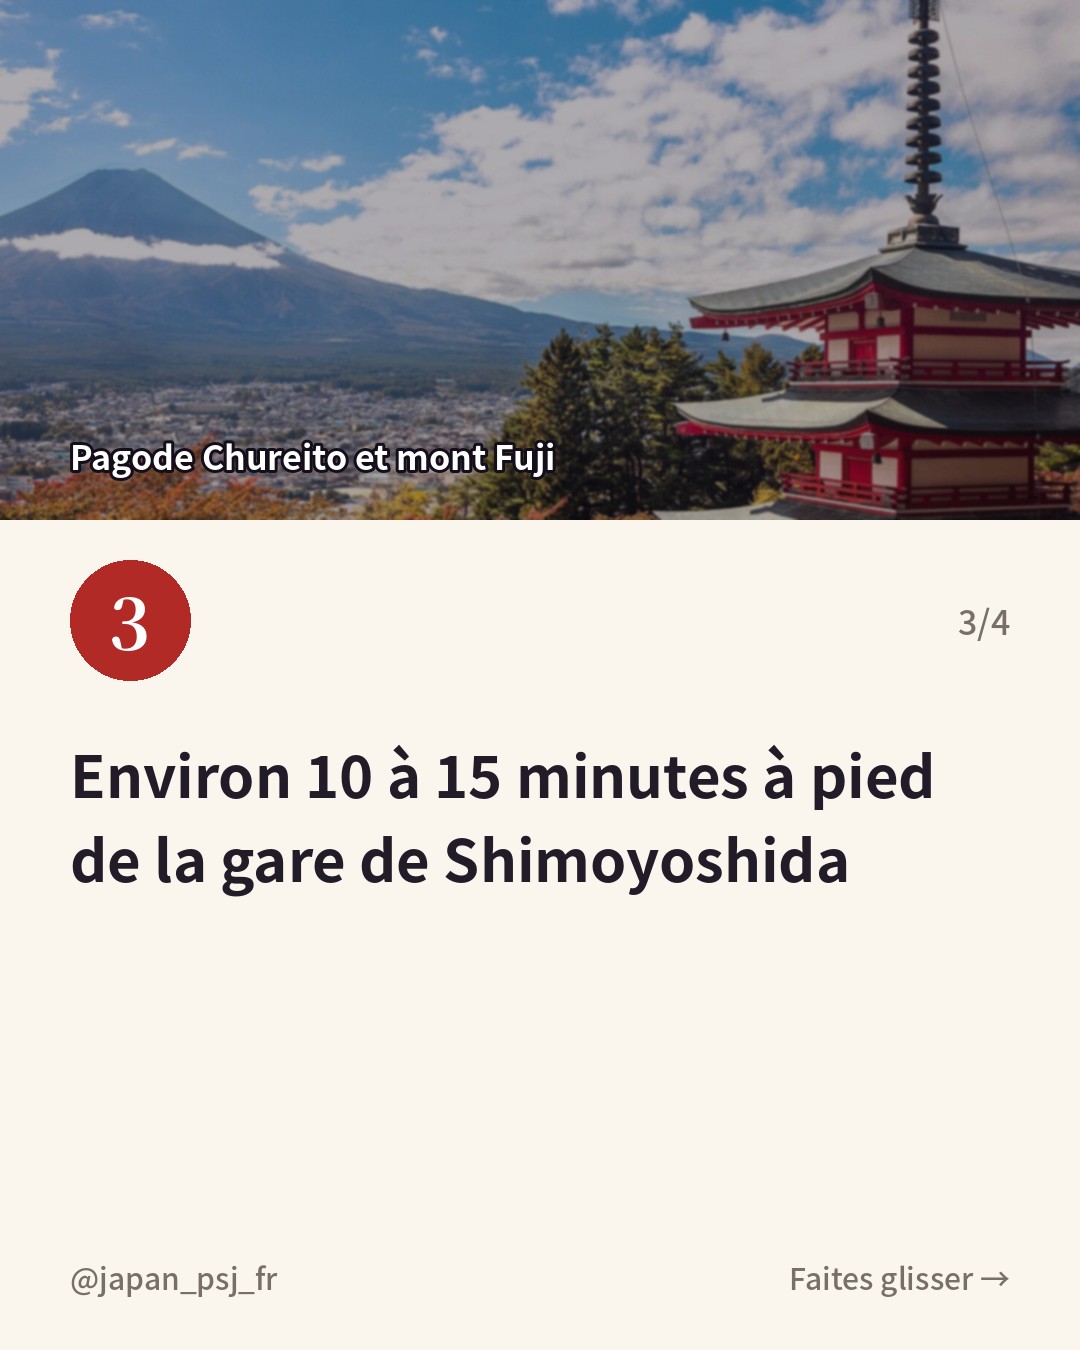 Pagode Chureito et mont Fuji
3
3/4
Environ 10 à 15 minutes à pied
de la gare de Shimoyoshida
@japan_psj_fr
Faites glisser →